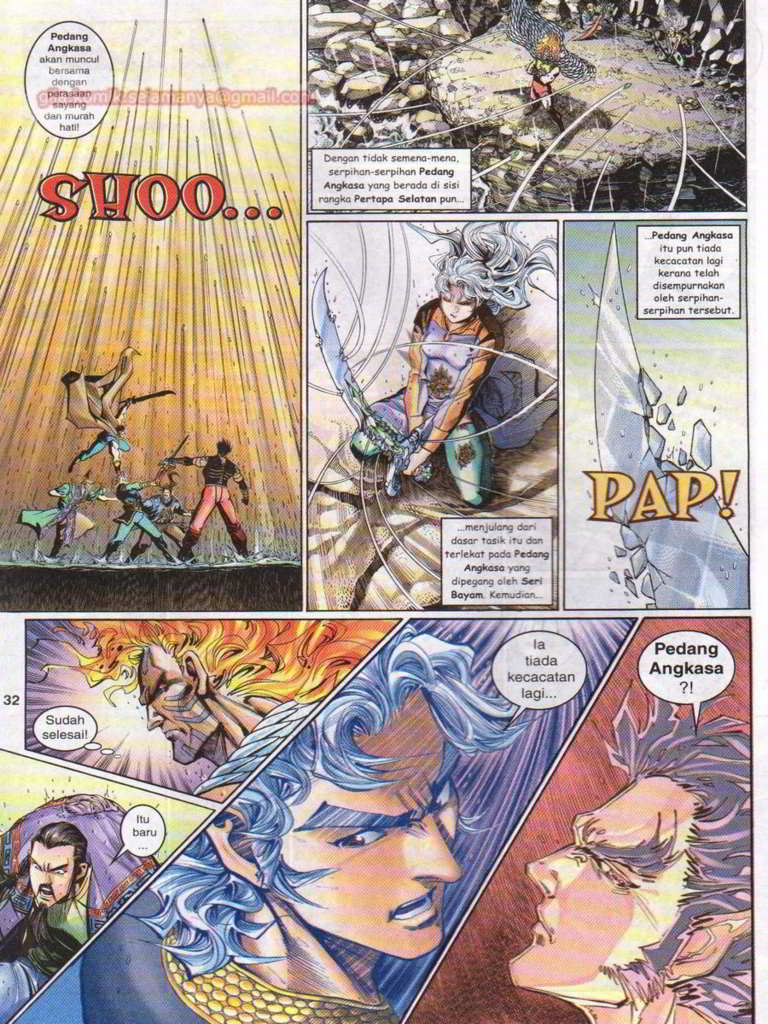 Pedang
Angkasa
akan muncul
bersama
dengan
perasaan
sayang
dan murah
hati!
SHOO...
Dengan tidak semena-mena,
serpihan-serpihan Pedang
Angkasa yang berada di sisi
rangka Pertapa Selatan pun...
...menjulang dari
dasar tasik itu dan
terlekat pada Pedang
Angkasa yang
dipegang oleh Seri
Bayam. Kemudian...
...Pedang Angkasa
itu pun tiada
kecacatan lagi
kerana telah
disempurnakan
oleh serpihan-
serpihan tersebut.
PAP!
32
Sudah
selesai!
Itu
baru
...
Ia
tiada
kecacatan
lagi...
Pedang
Angkasa
?!